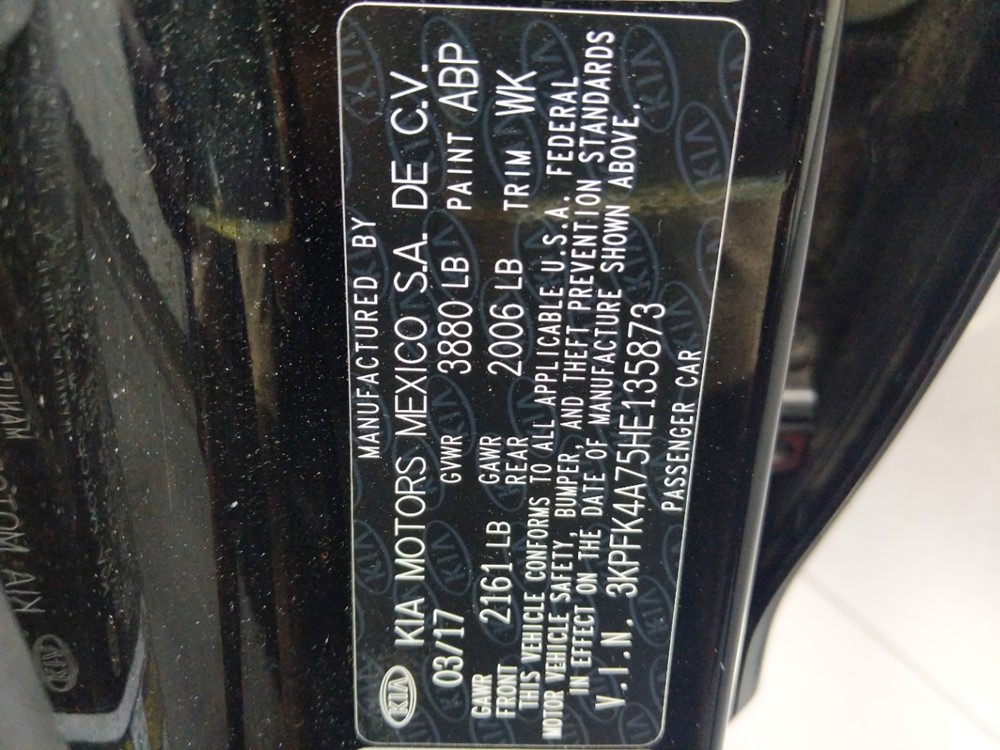 MANUFACTURED BY
KIA KIA MOTORS MEXICO S.A. DE C.V.
03/17 GVWR 3880 LB PAINT ABP
GAWR FRONT 2161 LB GAWR REAR 2006 LB TRIM WK
THIS VEHICLE CONFORMS TO ALL APPLICABLE U.S.A. FEDERAL
MOTOR VEHICLE SAFETY, BUMPER, AND THEFT PREVENTION STANDARDS
IN EFFECT ON THE DATE OF MANUFACTURE SHOWN ABOVE.
V.I.N. 3KPFK4A75HE135873
PASSENGER CAR